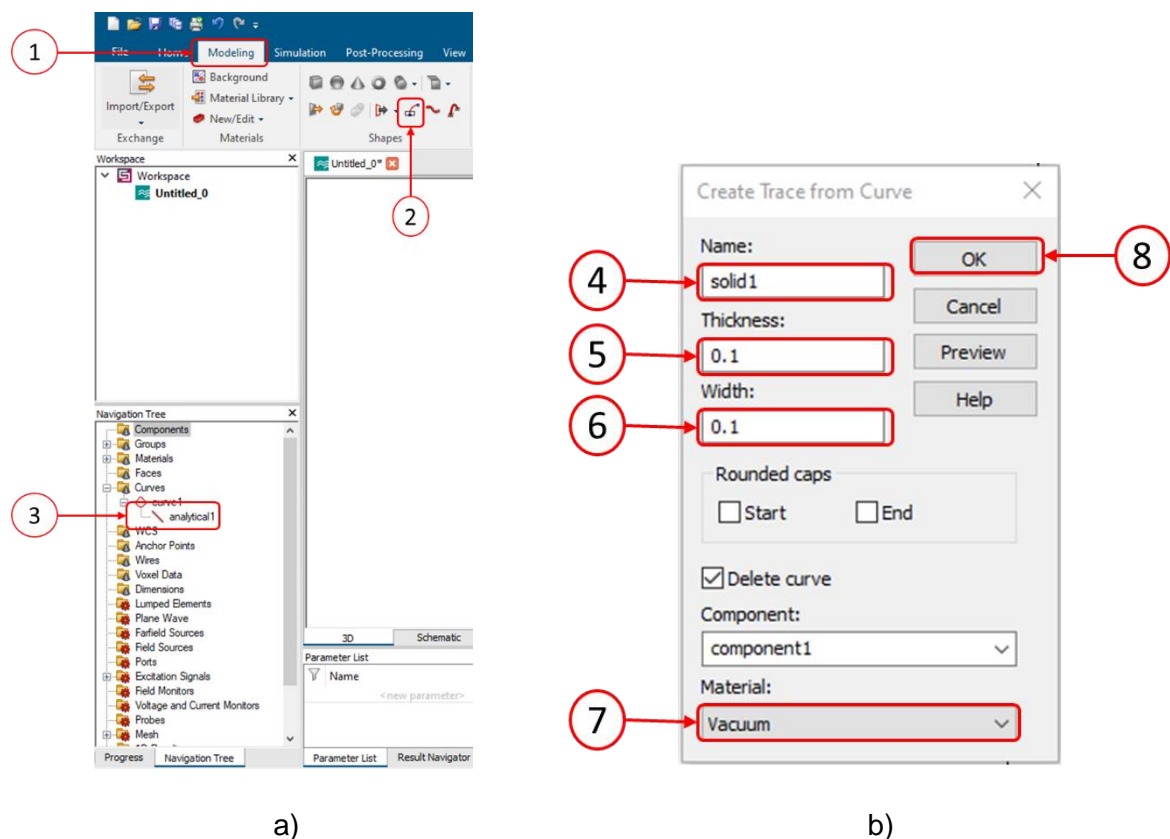 File Home Modeling Simulation Post-Processing View
1
Import/Export
Background
Material Library
New/Edit
Exchange Materials Shapes
2
Workspace
Untitled_0*
Workspace
Untitled_0
Navigation Tree
Components
Groups
Materials
Faces
Curves
curve1
3
analytical1
WCS
Anchor Points
Wires
Voxel Data
Dimensions
Lumped Elements
Plane Wave
Farfield Sources
Field Sources
Ports
Excitation Signals
Field Monitors
Voltage and Current Monitors
Probes
Mesh
Progress Navigation Tree
3D Schematic
Parameter List
Name
<new parameter>
Parameter List Result Navigator
a)
Create Trace from Curve
Name:
4
solid1
OK
8
Thickness:
Cancel
5
0.1
Preview
Width:
Help
6
0.1
Rounded caps
Start End
Delete curve
Component:
component1
Material:
7
Vacuum
b)